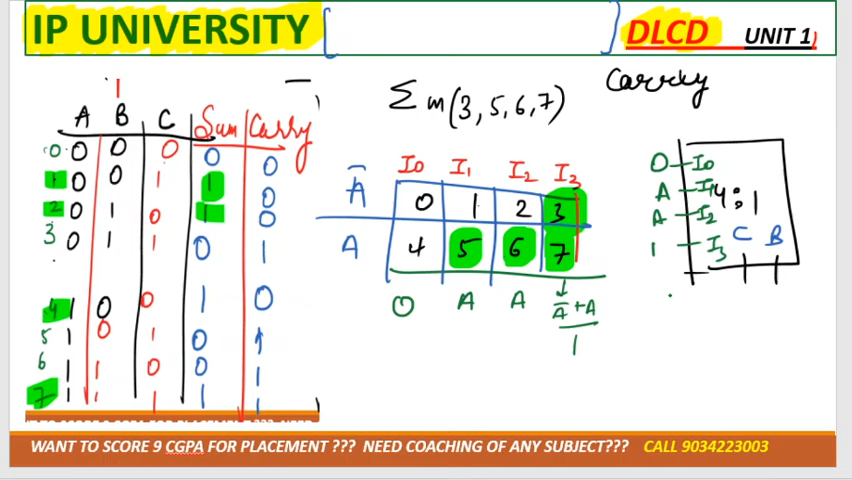 IP UNIVERSITY
DLCD UNIT 1)
Carrky
Σm(3, 5, 6, 7)
A B C Sum Carry
0 0 0 0 0 0
1 0 0 1 1 0
2 0 1 0 1 0
3 0 1 1 0 1
4 1 0 0 1 0
5 1 0 1 0 1
6 1 1 0 0 1
7 1 1 1 1 1
I0 I1 I2 I3
Ā 0 1 2 3
A 4 5 6 7
0 A A Ā+A
1
0 I0
A I1
A I2
1 I3
4:1
C B
WANT TO SCORE 9 CGPA FOR PLACEMENT ??? NEED COACHING OF ANY SUBJECT??? CALL 9034223003